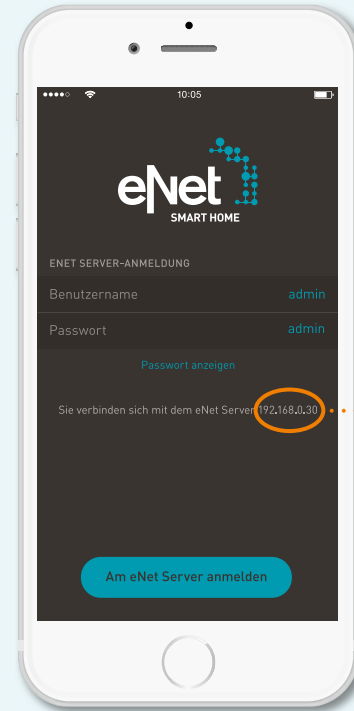 10:05
eNet
SMART HOME
ENET SERVER-ANMELDUNG
Benutzername admin
Passwort admin
Passwort anzeigen
Sie verbinden sich mit dem eNet Server 192.168.0.30
Am eNet Server anmelden